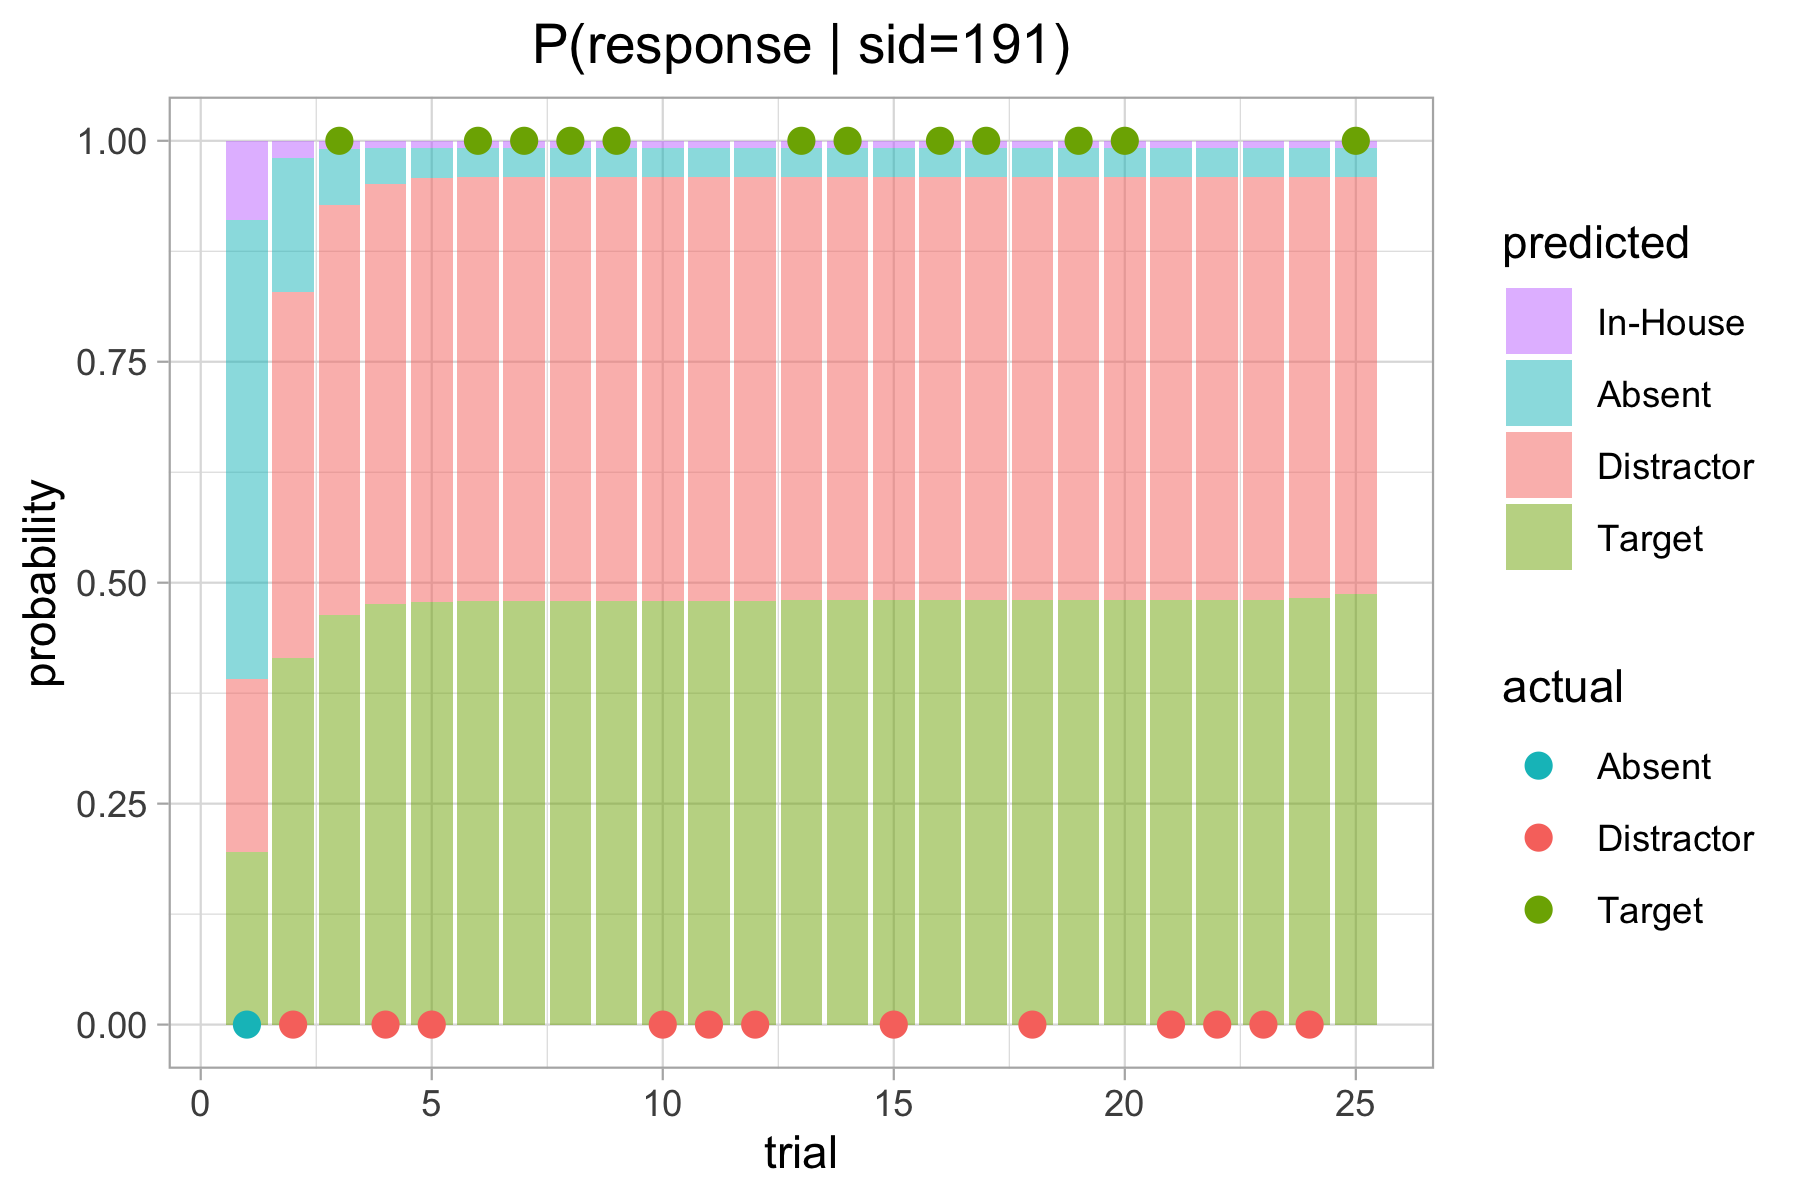 P(response | sid=191)
probability
1.00
0.75
0.50
0.25
0.00
0 5 10 15 20 25
trial
predicted
In-House
Absent
Distractor
Target
actual
Absent
Distractor
Target